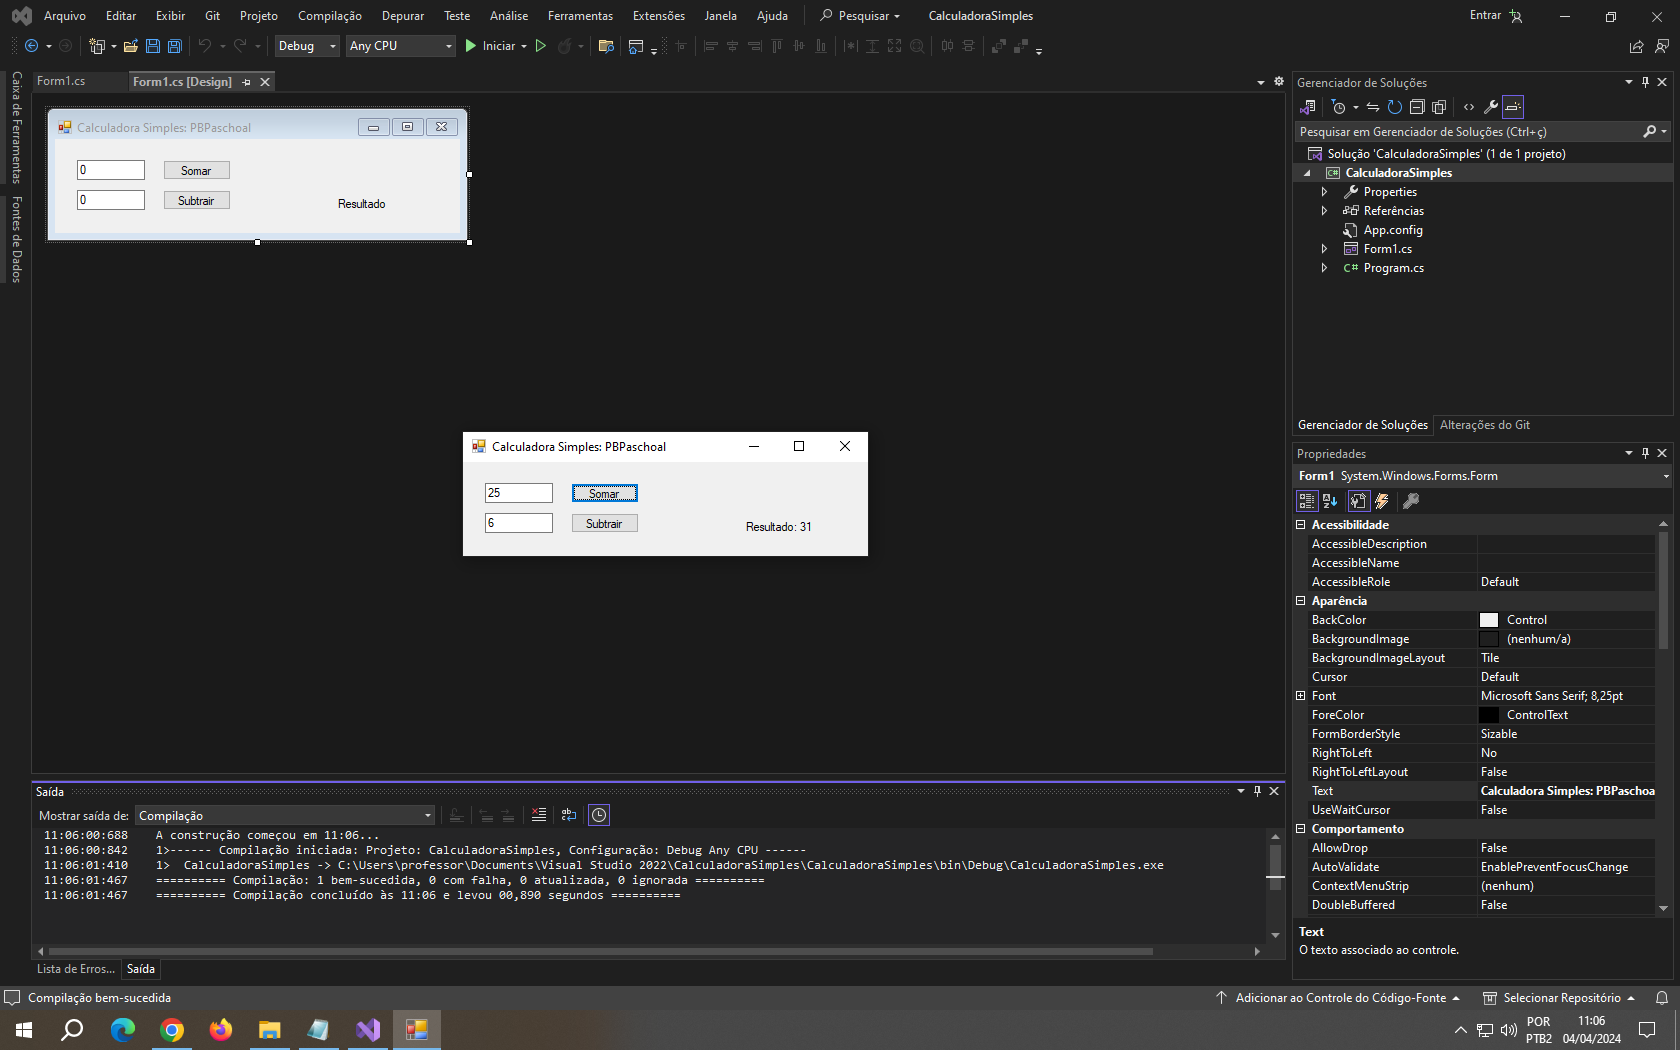 Arquivo Editar Exibir Git Projeto Compilação Depurar Teste Análise Ferramentas Extensões Janela Ajuda Pesquisar CalculadoraSimples Entrar
Debug Any CPU Iniciar
Caixa de Ferramentas
Fontes de Dados
Form1.cs Form1.cs [Design]
Calculadora Simples: PBPaschoal
0 Somar
0 Subtrair
Resultado
Calculadora Simples: PBPaschoal
25 Somar
6 Subtrair
Resultado: 31
Saída
Mostrar saída de: Compilação
11:06:00:688 A construção começou em 11:06...
11:06:00:842 1>------ Compilação iniciada: Projeto: CalculadoraSimples, Configuração: Debug Any CPU ------
11:06:01:410 1> CalculadoraSimples -> C:\Users\professor\Documents\Visual Studio 2022\CalculadoraSimples\CalculadoraSimples\bin\Debug\CalculadoraSimples.exe
11:06:01:467 ========== Compilação: 1 bem-sucedida, 0 com falha, 0 atualizada, 0 ignorada ==========
11:06:01:467 ========== Compilação concluído às 11:06 e levou 00,890 segundos ==========
Lista de Erros... Saída
Gerenciador de Soluções
Pesquisar em Gerenciador de Soluções (Ctrl+ç)
Solução 'CalculadoraSimples' (1 de 1 projeto)
C# CalculadoraSimples
Properties
Referências
App.config
Form1.cs
C# Program.cs
Gerenciador de Soluções Alterações do Git
Propriedades
Form1 System.Windows.Forms.Form
Acessibilidade
AccessibleDescription
AccessibleName
AccessibleRole Default
Aparência
BackColor Control
BackgroundImage (nenhum/a)
BackgroundImageLayout Tile
Cursor Default
Font Microsoft Sans Serif; 8,25pt
ForeColor ControlText
FormBorderStyle Sizable
RightToLeft No
RightToLeftLayout False
Text Calculadora Simples: PBPaschoa
UseWaitCursor False
Comportamento
AllowDrop False
AutoValidate EnablePreventFocusChange
ContextMenuStrip (nenhum)
DoubleBuffered False
Text
O texto associado ao controle.
Compilação bem-sucedida Adicionar ao Controle do Código-Fonte Selecionar Repositório
POR 11:06
PTB2 04/04/2024